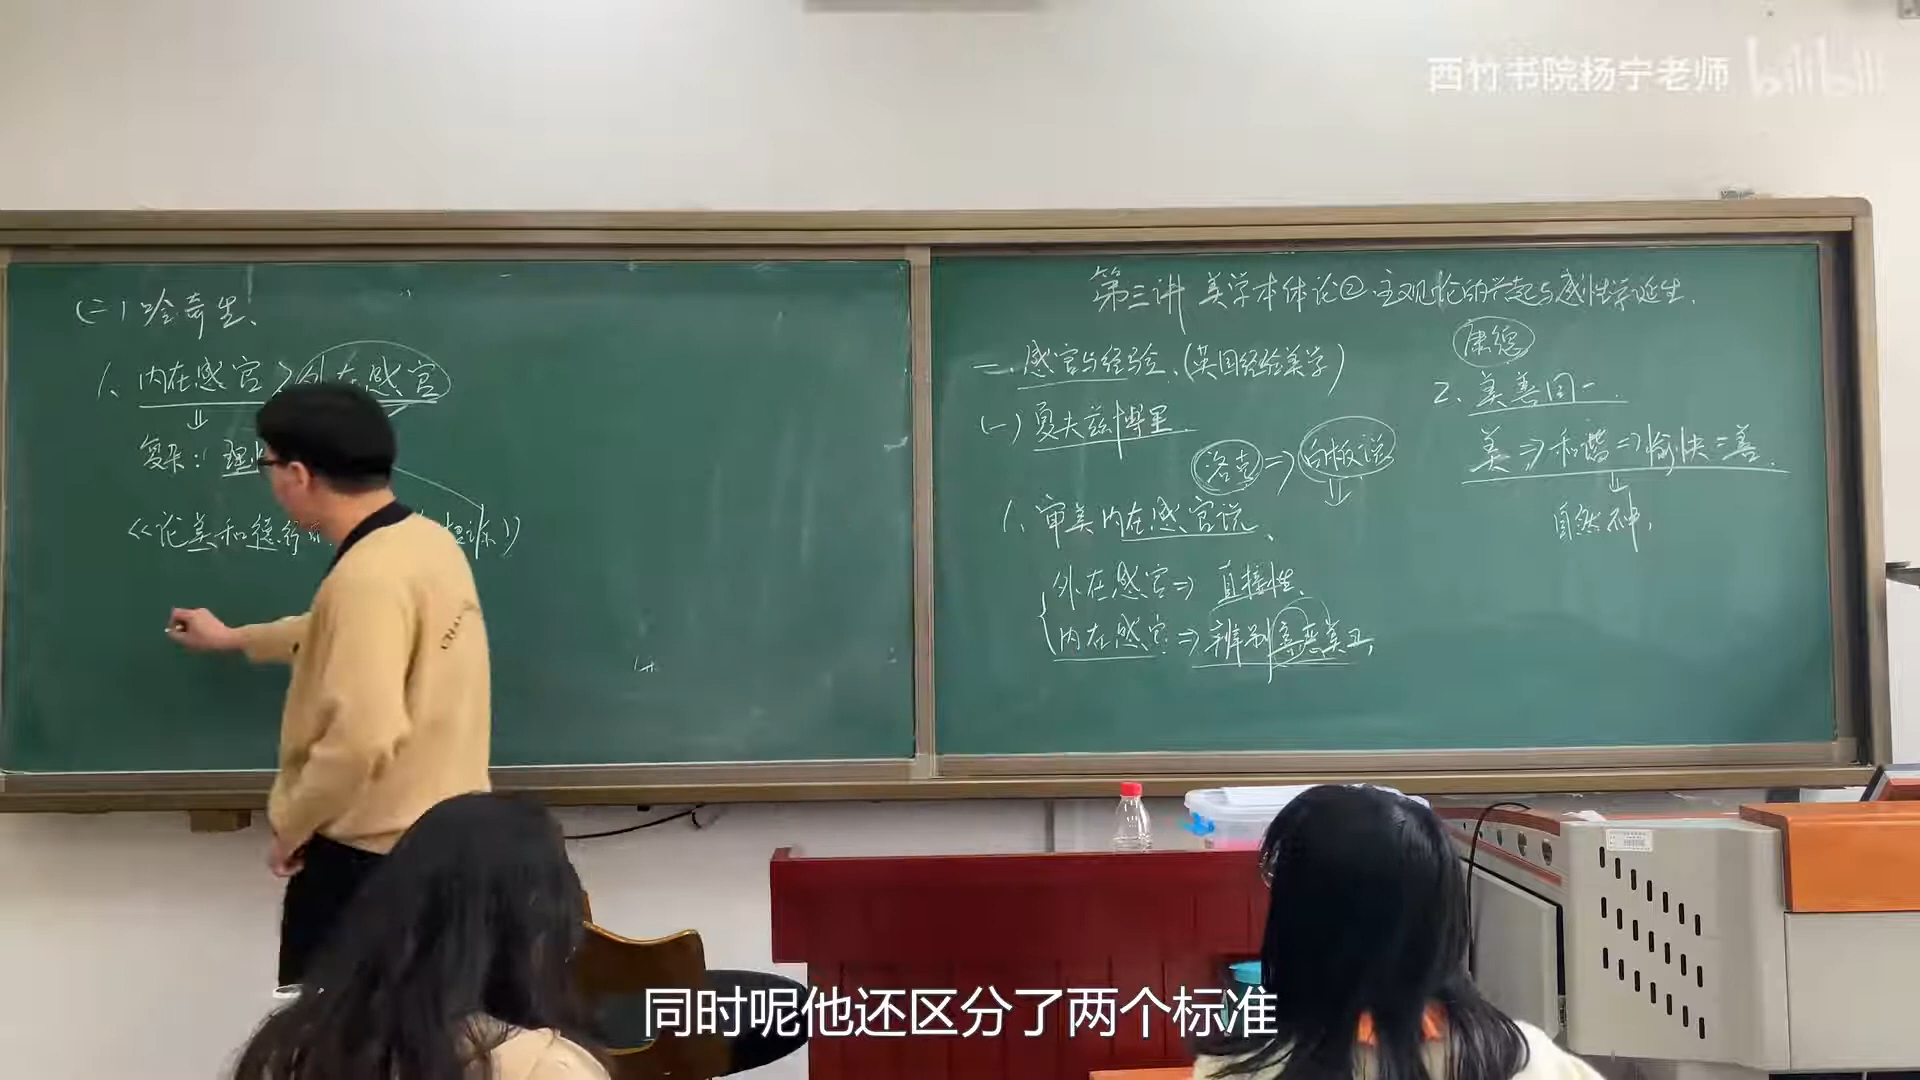 西竹书院杨宁老师 bilibili
(二)哈奇生、
1、内在感官>外在感官
⇓
复杂：理性
《论美和德行
第三讲 美学本体论②:主观论的兴起与感性学诞生.
一.感官与经验、(英国经验美学)
(一)夏夫兹博里.
洛克⇒白板说
⇓
1、审美内在感官说、
外在感官⇒直接性、
内在感官:⇒辨别善恶美丑.
康德
2.美善同一.
美⇒和谐⇒愉快=善.
⇓
自然神.
同时呢他还区分了两个标准